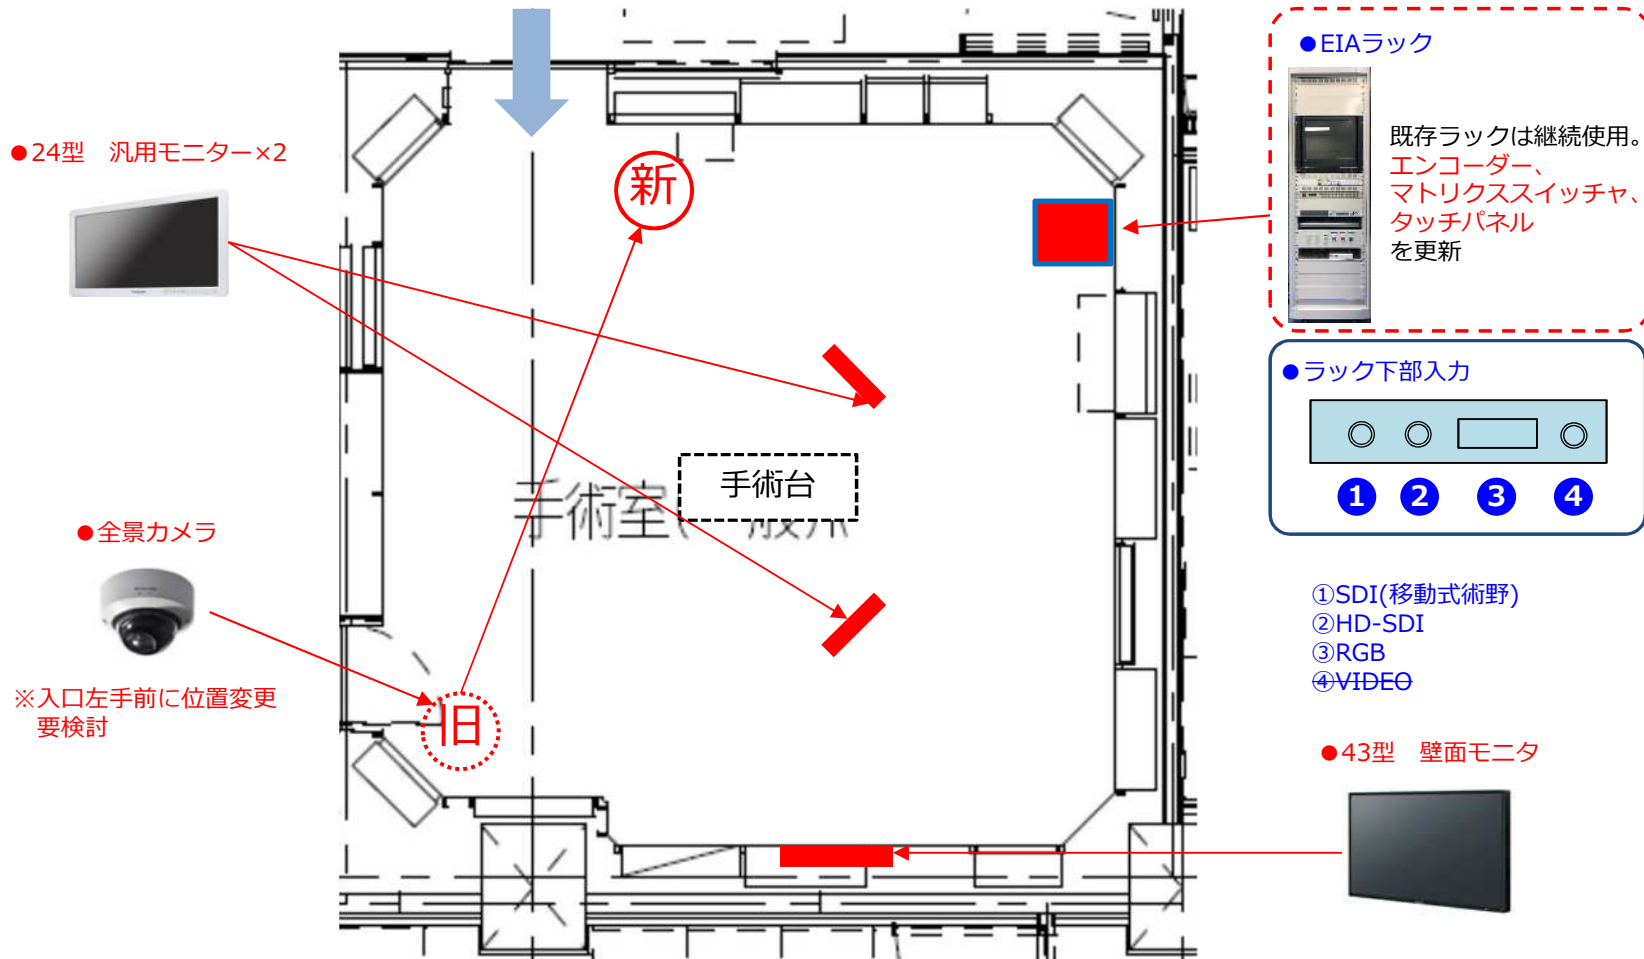 ●EIAラック
既存ラックは継続使用。
エンコーダー、
マトリクススイッチャ、
タッチパネル
を更新
●24型　汎用モニター×2
新
●ラック下部入力
1 2 3 4
手術台
手術室(
●全景カメラ
※入口左手前に位置変更
要検討
旧
①SDI(移動式術野)
②HD-SDI
③RGB
④VIDEO
●43型　壁面モニタ